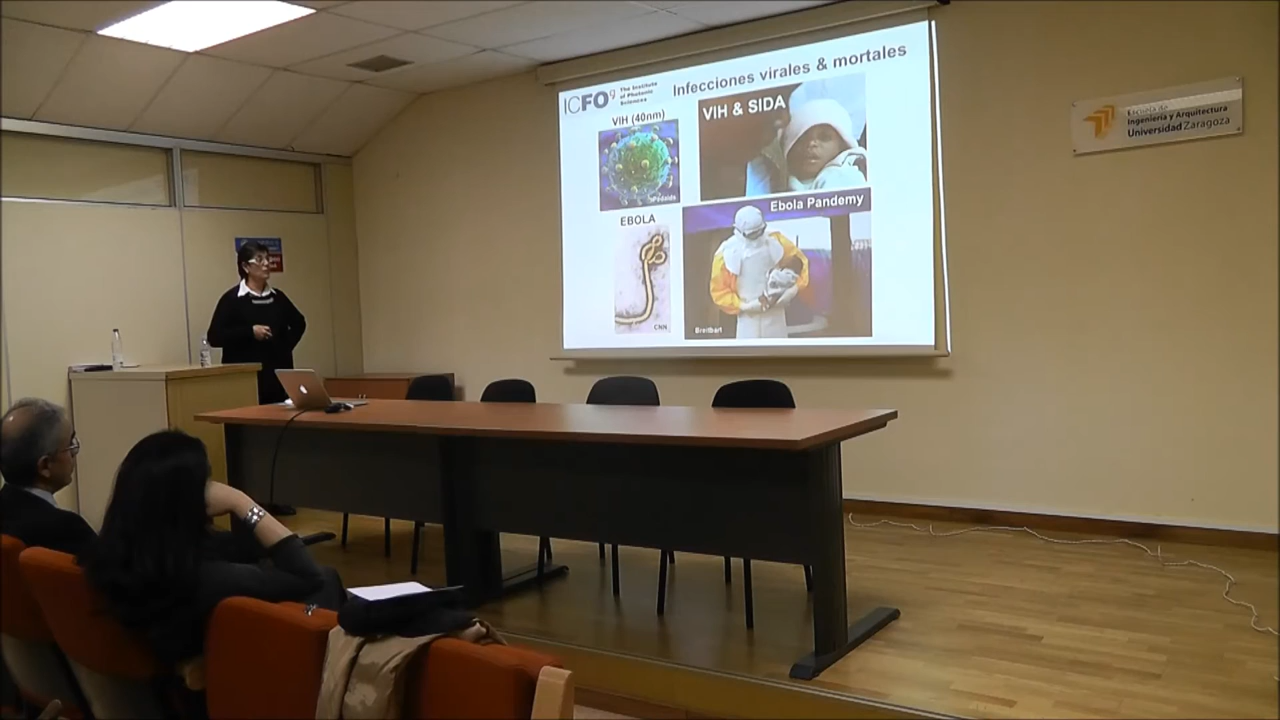 ICFO
The Institute
of Photonic
Sciences
Infecciones virales & mortales
VIH (40nm)
VIH & SIDA
EBOLA
CNN
Ebola Pandemy
Breitbart
Escuela de
Ingeniería y Arquitectura
Universidad Zaragoza